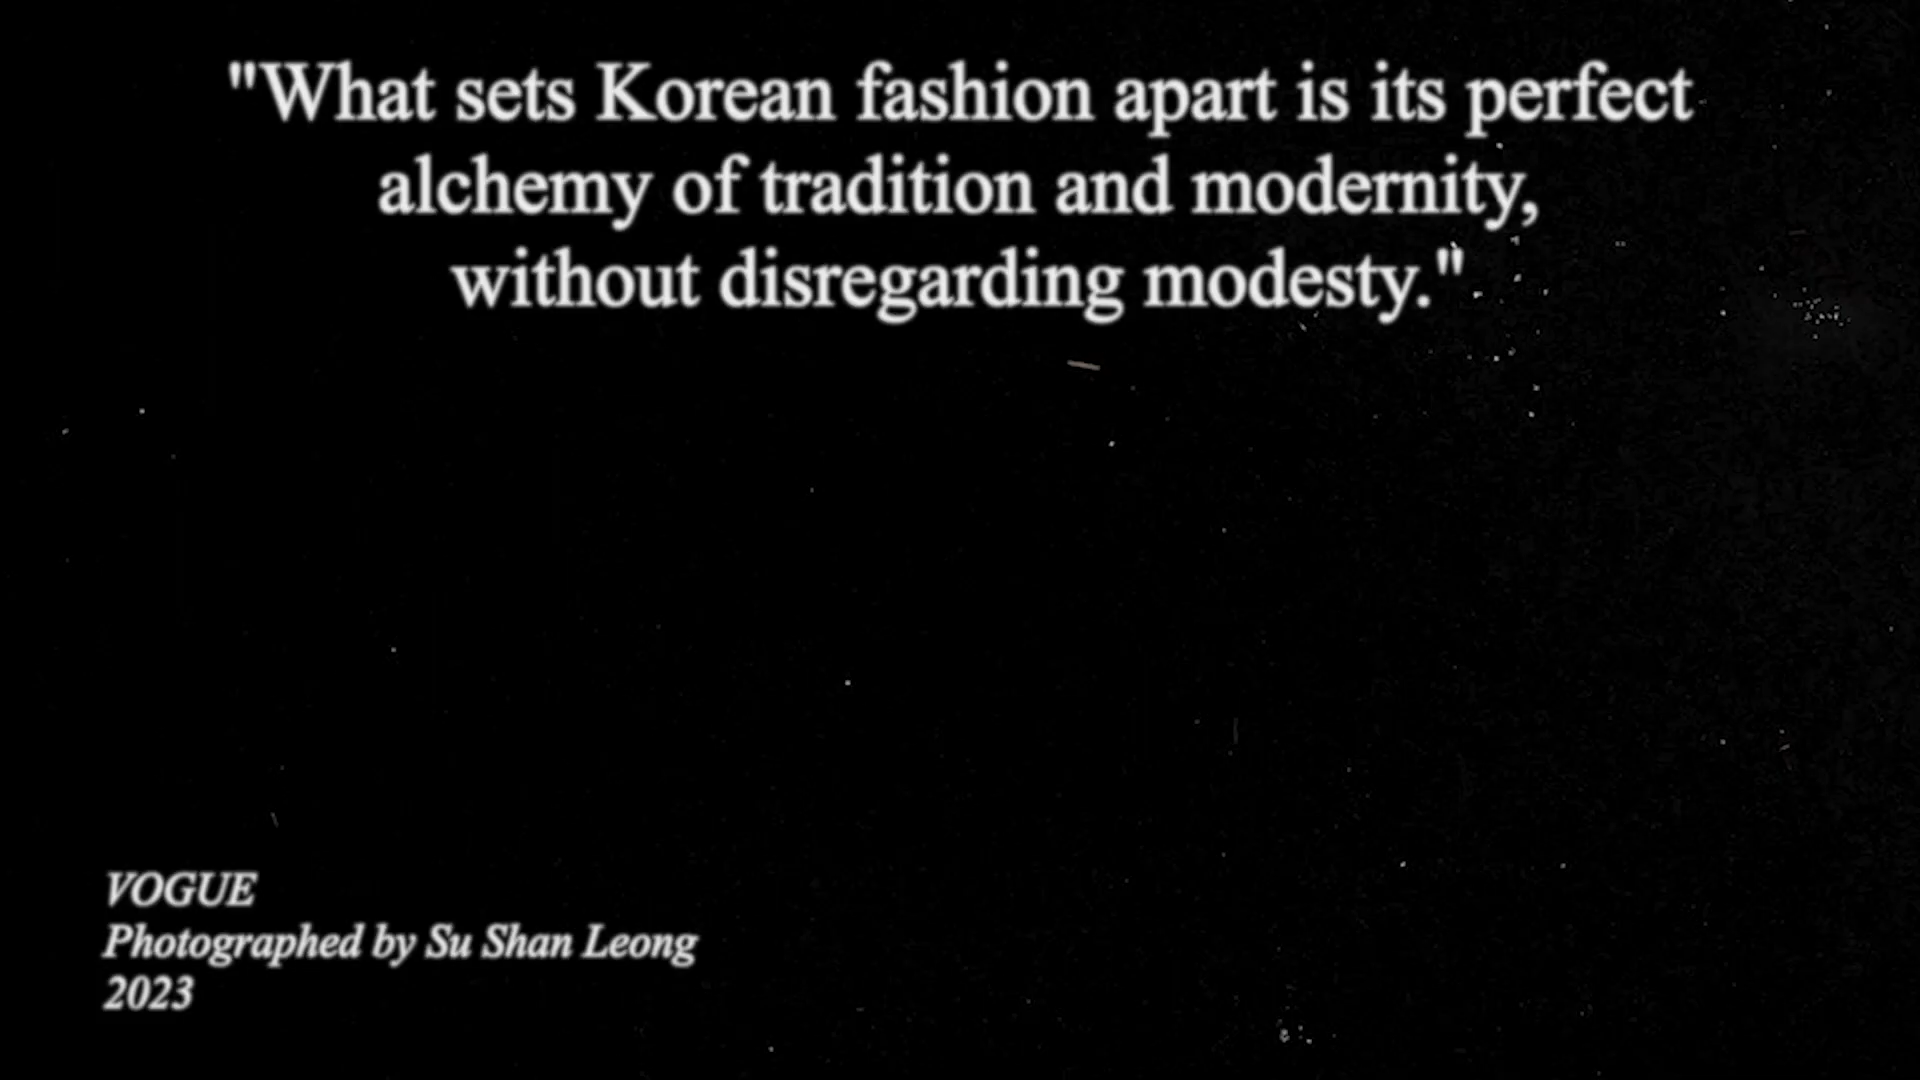 "What sets Korean fashion apart is its perfect
alchemy of tradition and modernity,
without disregarding modesty."
VOGUE
Photographed by Su Shan Leong
2023